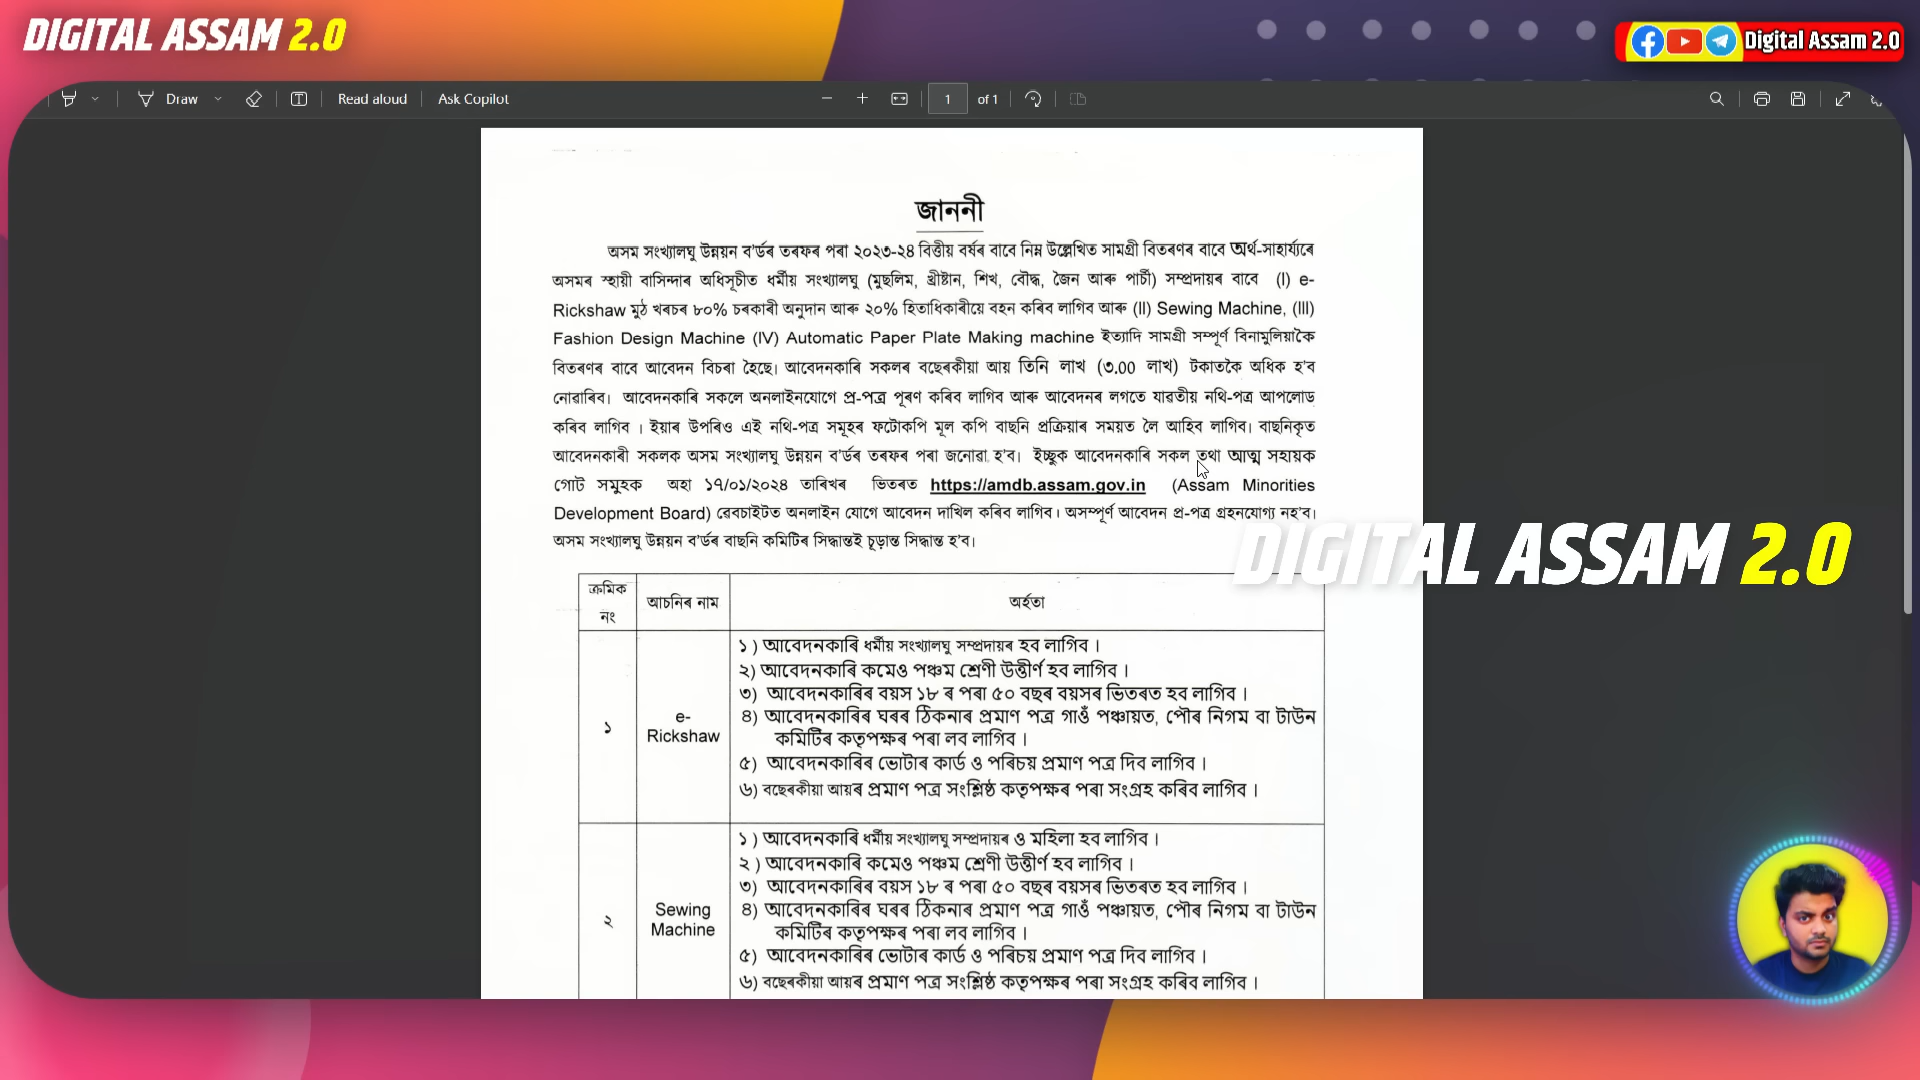 DIGITAL ASSAM 2.0
Digital Assam 2.0
Draw
Read aloud
Ask Copilot
1 of 1
জাননী
অসম সংখ্যালঘু উন্নয়ন ব'ৰ্ডৰ তৰফৰ পৰা ২০২৩-২৪ বিত্তীয় বৰ্ষৰ বাবে নিম্ন উল্লেখিত সামগ্ৰী বিতৰণৰ বাবে অৰ্থ-সাহাৰ্য্যৰে
অসমৰ স্থায়ী বাসিন্দাৰ অধিসূচীত ধৰ্মীয় সংখ্যালঘু (মুছলিম, খ্ৰীষ্টান, শিখ, বৌদ্ধ, জৈন আৰু পাৰ্চী) সম্প্ৰদায়ৰ বাবে (I) e-
Rickshaw মুঠ খৰচৰ ৮০% চৰকাৰী অনুদান আৰু ২০% হিতাধিকাৰীয়ে বহন কৰিব লাগিব আৰু (II) Sewing Machine, (III)
Fashion Design Machine (IV) Automatic Paper Plate Making machine ইত্যাদি সামগ্ৰী সম্পূৰ্ণ বিনামুলিয়াকৈ
বিতৰণৰ বাবে আবেদন বিচৰা হৈছে। আবেদনকাৰি সকলৰ বছেৰকীয়া আয় তিনি লাখ (৩.00 লাখ) টকাতকৈ অধিক হ'ব
নোৱাৰিব। আবেদনকাৰি সকলে অনলাইনযোগে প্ৰ-পত্ৰ পূৰণ কৰিব লাগিব আৰু আবেদনৰ লগতে যাৱতীয় নথি-পত্ৰ আপলোড
কৰিব লাগিব । ইয়াৰ উপৰিও এই নথি-পত্ৰ সমূহৰ ফটোকপি মূল কপি বাছনি প্ৰক্ৰিয়াৰ সময়ত লৈ আহিব লাগিব। বাছনিকৃত
আবেদনকাৰী সকলক অসম সংখ্যালঘু উন্নয়ন ব'ৰ্ডৰ তৰফৰ পৰা জনোৱা হ'ব। ইচ্ছুক আবেদনকাৰি সকল তথা আত্ম সহায়ক
গোট সমুহক অহা ১৭/০১/২০২৪ তাৰিখৰ ভিতৰত https://amdb.assam.gov.in (Assam Minorities
Development Board) ৱেবচাইটত অনলাইন যোগে আবেদন দাখিল কৰিব লাগিব। অসম্পূৰ্ণ আবেদন প্ৰ-পত্ৰ গ্ৰহনযোগ্য নহ'ব।
অসম সংখ্যালঘু উন্নয়ন ব'ৰ্ডৰ বাছনি কমিটিৰ সিদ্ধান্তই চূড়ান্ত সিদ্ধান্ত হ'ব।
DIGITAL ASSAM 2.0
ক্ৰমিক নং
আচনিৰ নাম
অৰ্হতা
১
e-Rickshaw
১ ) আবেদনকাৰি ধৰ্মীয় সংখ্যালঘু সম্প্ৰদায়ৰ হব লাগিব ।
২) আবেদনকাৰি কমেও পঞ্চম শ্ৰেণী উত্তীৰ্ণ হব লাগিব ।
৩) আবেদনকাৰিৰ বয়স ১৮ ৰ পৰা ৫০ বছৰ বয়সৰ ভিতৰত হব লাগিব ।
৪) আবেদনকাৰিৰ ঘৰৰ ঠিকনাৰ প্ৰমাণ পত্ৰ গাওঁ পঞ্চায়ত, পৌৰ নিগম বা টাউন
কমিটিৰ কতৃপক্ষৰ পৰা লব লাগিব ।
৫) আবেদনকাৰিৰ ভোটাৰ কাৰ্ড ও পৰিচয় প্ৰমাণ পত্ৰ দিব লাগিব ।
৬) বছেৰকীয়া আয়ৰ প্ৰমাণ পত্ৰ সংশ্লিষ্ঠ কতৃপক্ষৰ পৰা সংগ্ৰহ কৰিব লাগিব ।
২
Sewing Machine
১ ) আবেদনকাৰি ধৰ্মীয় সংখ্যালঘু সম্প্ৰদায়ৰ ও মহিলা হব লাগিব ।
২ ) আবেদনকাৰি কমেও পঞ্চম শ্ৰেণী উত্তীৰ্ণ হব লাগিব ।
৩) আবেদনকাৰিৰ বয়স ১৮ ৰ পৰা ৫০ বছৰ বয়সৰ ভিতৰত হব লাগিব ।
৪) আবেদনকাৰিৰ ঘৰৰ ঠিকনাৰ প্ৰমাণ পত্ৰ গাওঁ পঞ্চায়ত, পৌৰ নিগম বা টাউন
কমিটিৰ কতৃপক্ষৰ পৰা লব লাগিব ।
৫) আবেদনকাৰিৰ ভোটাৰ কাৰ্ড ও পৰিচয় প্ৰমাণ পত্ৰ দিব লাগিব ।
৬) বছেৰকীয়া আয়ৰ প্ৰমাণ পত্ৰ সংশ্লিষ্ঠ কতৃপক্ষৰ পৰা সংগ্ৰহ কৰিব লাগিব ।